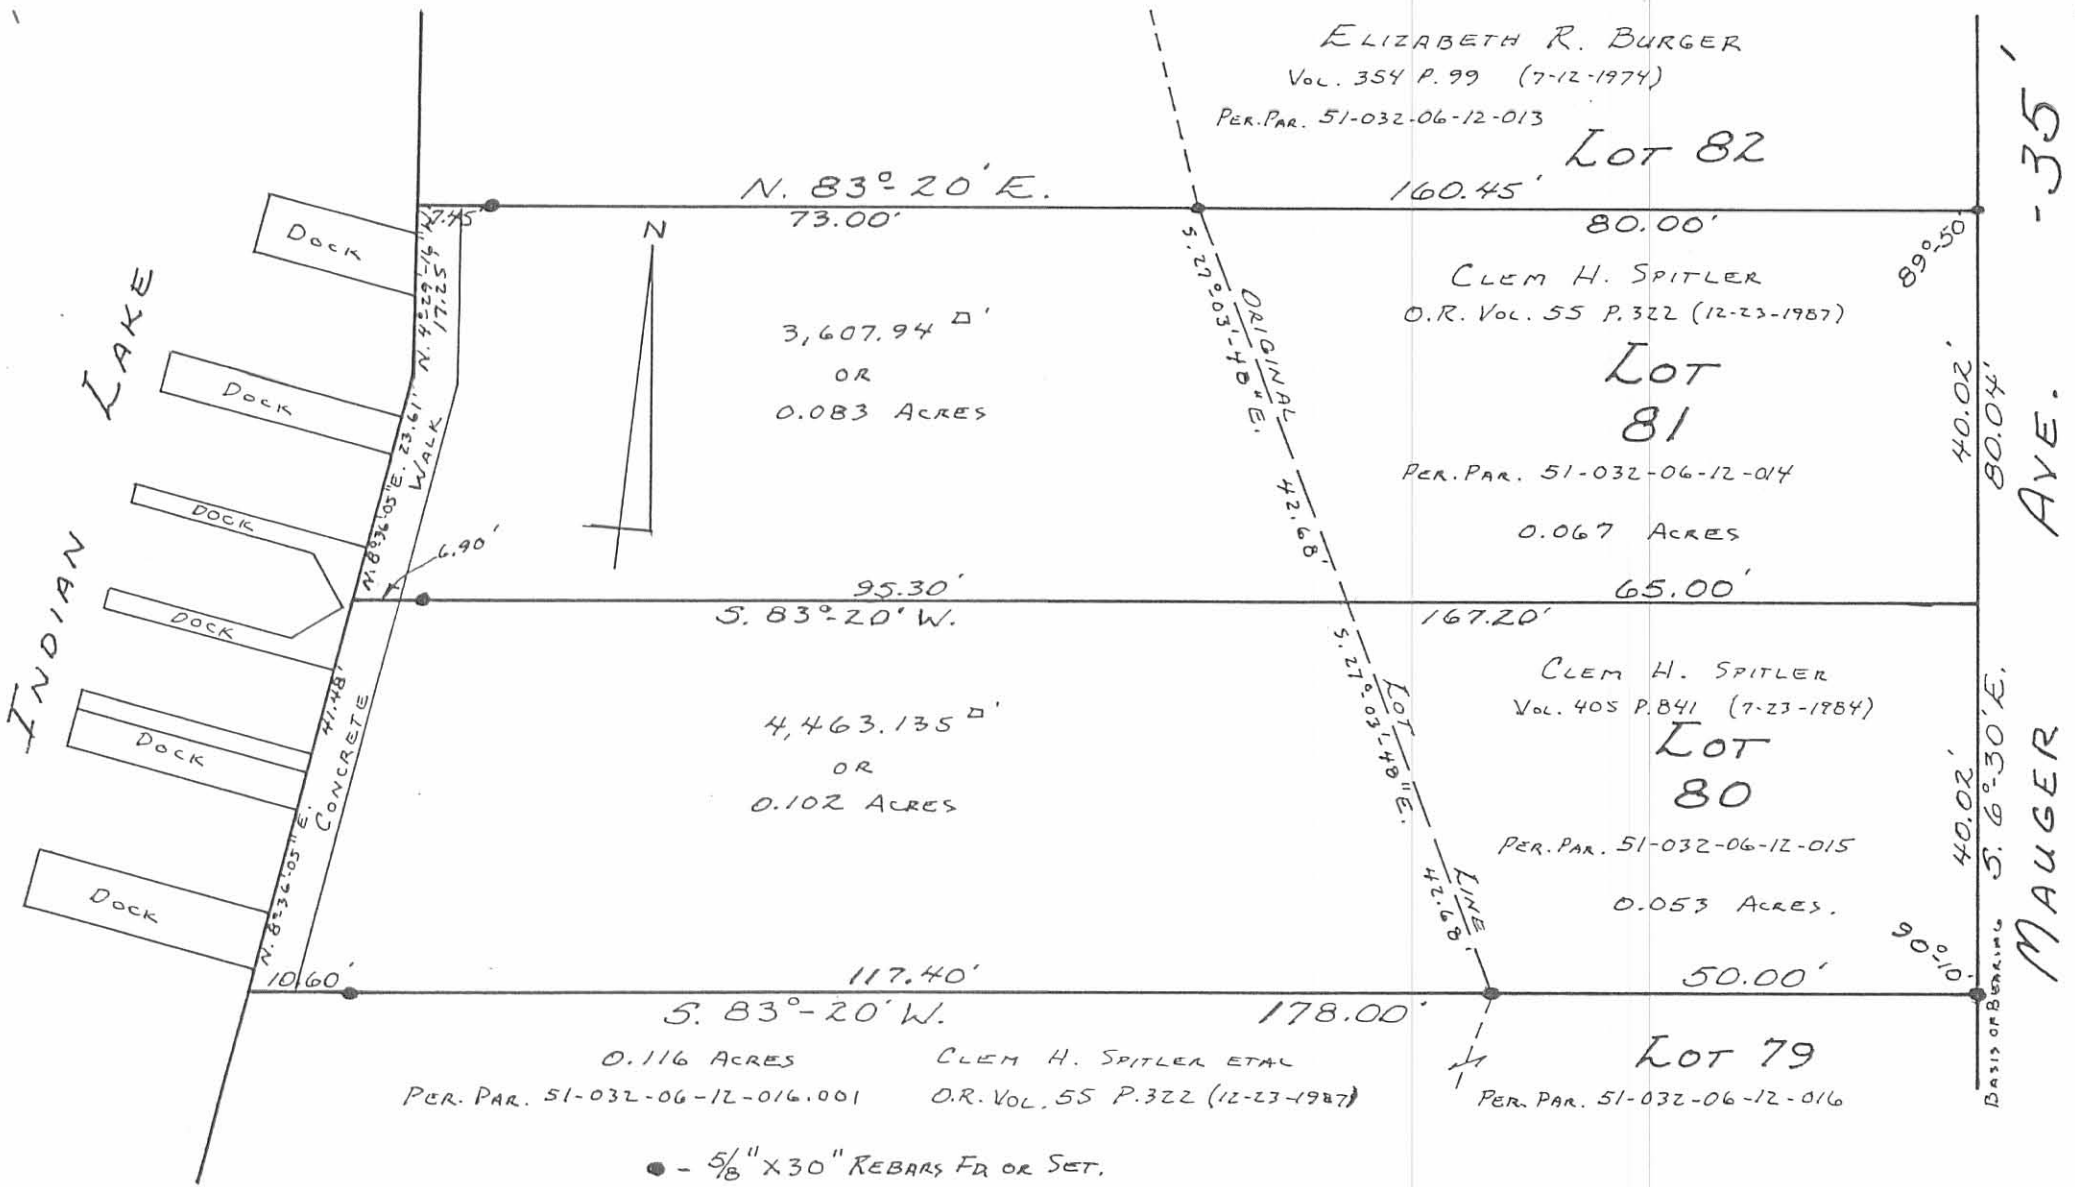 ELIZABETH R. BURGER
VOL. 354 P. 99 (7-12-1974)
PER. PAR. 51-032-06-12-013
LOT 82
N. 83°-20' E.
160.45'
7.45'
73.00'
80.00'
89°-50'
N
DOCK
DOCK
DOCK
DOCK
DOCK
DOCK
INDIAN LAKE
N. 4°-29'-16" W.
17.25'
N. 8°-36'-05" E. 23.61'
WALK
CONCRETE
6.90'
3,607.94 □'
OR
0.083 ACRES
S. 27°-03'-48" E.
42.68'
ORIGINAL
LOT
LINE
CLEM H. SPITLER
O.R. VOL. 55 P. 322 (12-23-1987)
LOT
81
PER. PAR. 51-032-06-12-014
0.067 ACRES
40.02'
80.04'
95.30'
65.00'
S. 83°-20' W.
167.20'
41.48'
N. 8°-36'-05" E.
4,463.135 □'
OR
0.102 ACRES
S. 27°-03'-48" E.
42.68'
CLEM H. SPITLER
VOL. 405 P. 841 (7-23-1984)
LOT
80
PER. PAR. 51-032-06-12-015
0.053 ACRES.
40.02'
S. 6°-30' E.
BASIS OF BEARING
MAUGER AVE. -35'
90°-10'
10.60'
117.40'
50.00'
S. 83°-20' W.
178.00'
0.116 ACRES
CLEM H. SPITLER ETAL
LOT 79
PER. PAR. 51-032-06-12-016.001
O.R. VOL. 55 P. 322 (12-23-1987)
PER. PAR. 51-032-06-12-016
● - 5/8" X 30" REBARS FD OR SET.